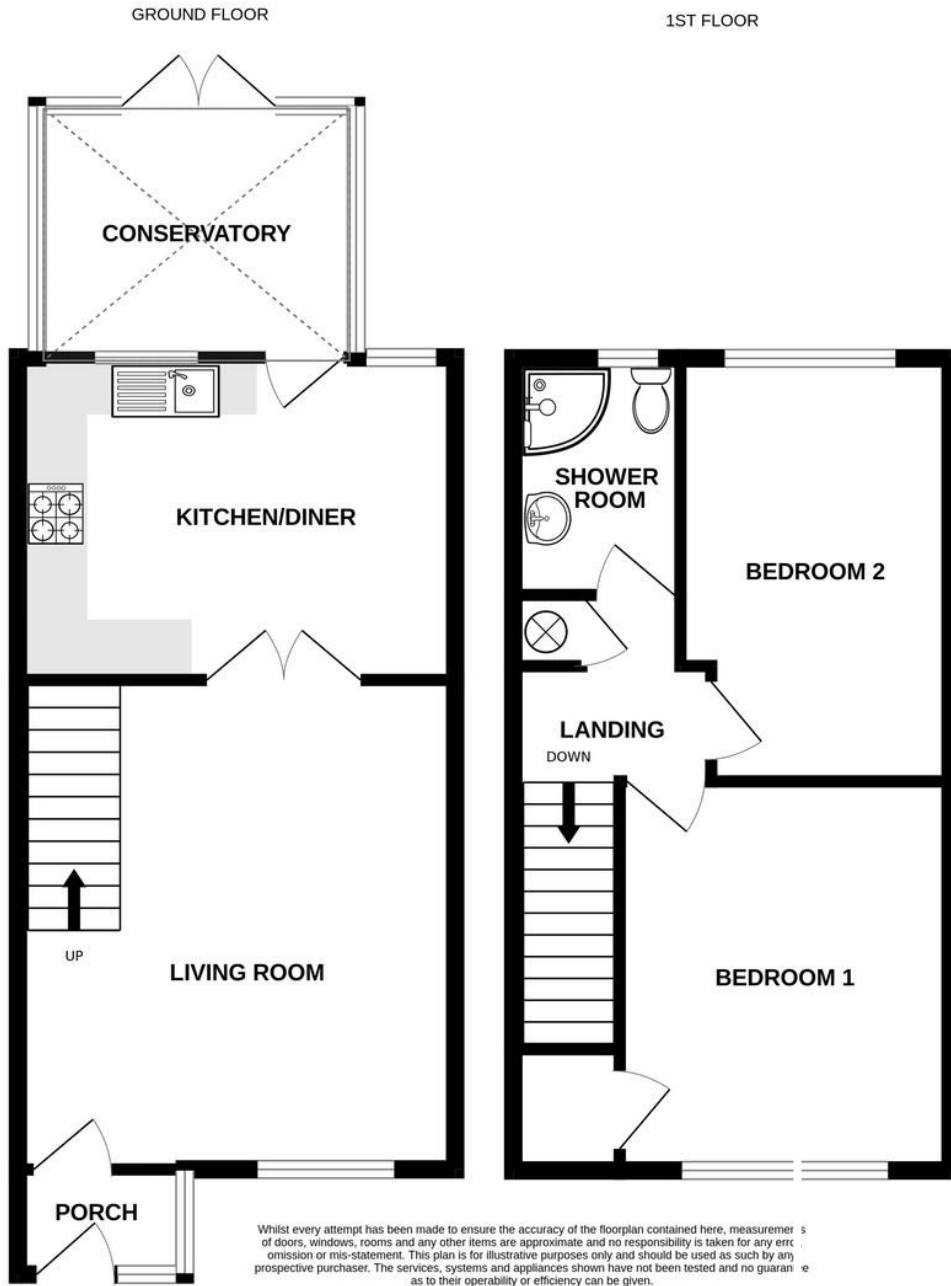 GROUND FLOOR
1ST FLOOR
CONSERVATORY
KITCHEN/DINER
SHOWER
ROOM
BEDROOM 2
LANDING
DOWN
UP
LIVING ROOM
BEDROOM 1
PORCH
Whilst every attempt has been made to ensure the accuracy of the floorplan contained here, measurements
of doors, windows, rooms and any other items are approximate and no responsibility is taken for any
omission or mis-statement. This plan is for illustrative purposes only and should be used as such by any
prospective purchaser. The services, systems and appliances shown have not been tested and no guarantee
as to their operability or efficiency can be given.